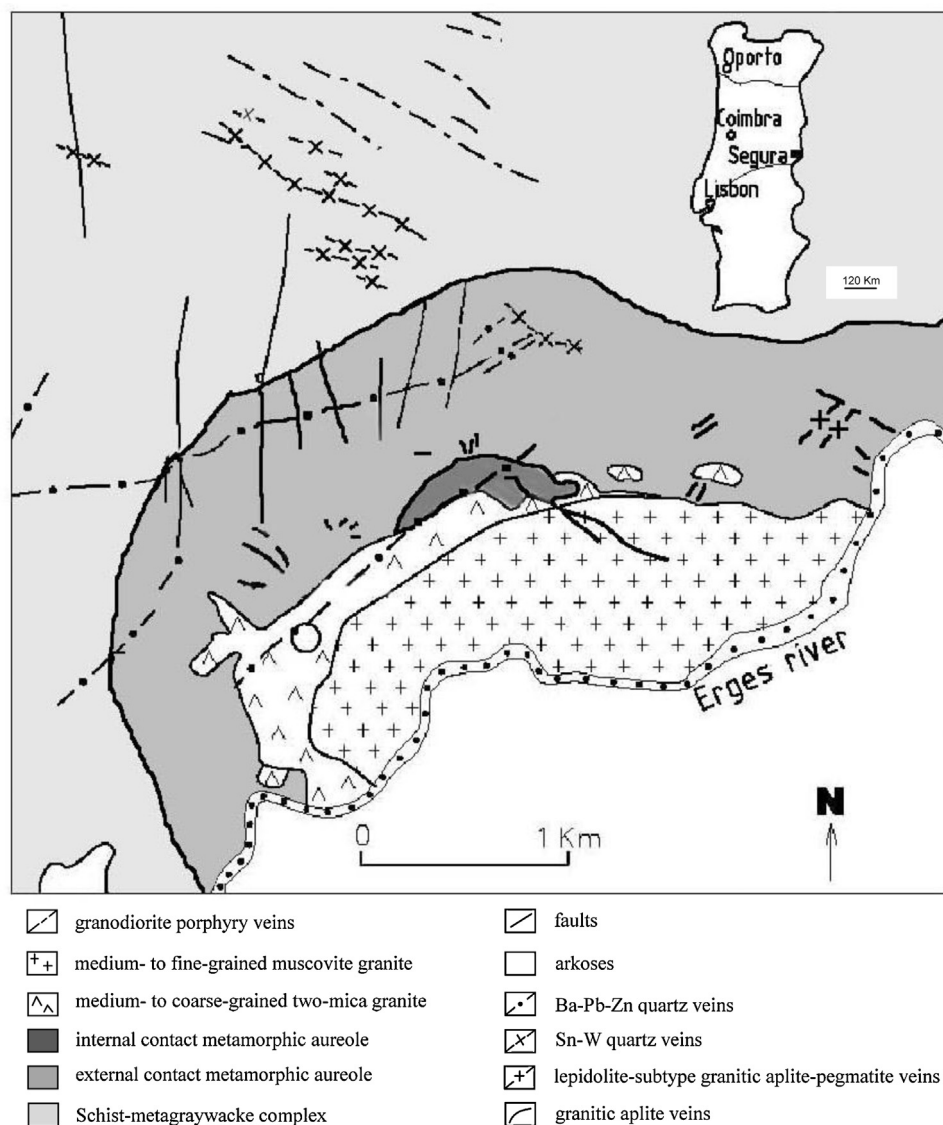 Oporto
Coimbra
Segura
Lisbon
120 Km
Erges river
N
0 1 Km
granodiorite porphyry veins
medium- to fine-grained muscovite granite
medium- to coarse-grained two-mica granite
internal contact metamorphic aureole
external contact metamorphic aureole
Schist-metagraywacke complex
faults
arkoses
Ba-Pb-Zn quartz veins
Sn-W quartz veins
lepidolite-subtype granitic aplite-pegmatite veins
granitic aplite veins